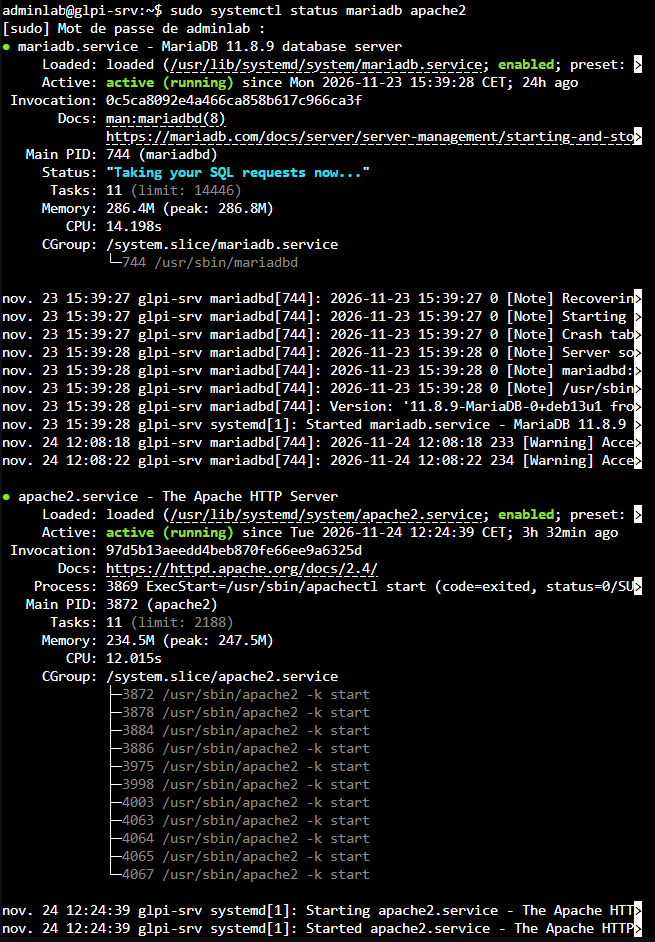 adminlab@glpi-srv:~$ sudo systemctl status mariadb apache2
[sudo] Mot de passe de adminlab :
● mariadb.service - MariaDB 11.8.9 database server
     Loaded: loaded (/usr/lib/systemd/system/mariadb.service; enabled; preset: >
     Active: active (running) since Mon 2026-11-23 15:39:28 CET; 24h ago
 Invocation: 0c5ca8092e4a466ca858b617c966ca3f
       Docs: man:mariadbd(8)
             https://mariadb.com/docs/server/server-management/starting-and-sto>
   Main PID: 744 (mariadbd)
     Status: "Taking your SQL requests now..."
      Tasks: 11 (limit: 14446)
     Memory: 286.4M (peak: 286.8M)
        CPU: 14.198s
     CGroup: /system.slice/mariadb.service
             └─744 /usr/sbin/mariadbd

nov. 23 15:39:27 glpi-srv mariadbd[744]: 2026-11-23 15:39:27 0 [Note] Recoverin>
nov. 23 15:39:27 glpi-srv mariadbd[744]: 2026-11-23 15:39:27 0 [Note] Starting >
nov. 23 15:39:27 glpi-srv mariadbd[744]: 2026-11-23 15:39:27 0 [Note] Crash tab>
nov. 23 15:39:28 glpi-srv mariadbd[744]: 2026-11-23 15:39:28 0 [Note] Server so>
nov. 23 15:39:28 glpi-srv mariadbd[744]: 2026-11-23 15:39:28 0 [Note] mariadbd:>
nov. 23 15:39:28 glpi-srv mariadbd[744]: 2026-11-23 15:39:28 0 [Note] /usr/sbin>
nov. 23 15:39:28 glpi-srv mariadbd[744]: Version: '11.8.9-MariaDB-0+deb13u1 fro>
nov. 23 15:39:28 glpi-srv systemd[1]: Started mariadb.service - MariaDB 11.8.9 >
nov. 24 12:08:18 glpi-srv mariadbd[744]: 2026-11-24 12:08:18 233 [Warning] Acce>
nov. 24 12:08:22 glpi-srv mariadbd[744]: 2026-11-24 12:08:22 234 [Warning] Acce>

● apache2.service - The Apache HTTP Server
     Loaded: loaded (/usr/lib/systemd/system/apache2.service; enabled; preset: >
     Active: active (running) since Tue 2026-11-24 12:24:39 CET; 3h 32min ago
 Invocation: 97d5b13aeedd4beb870fe66ee9a6325d
       Docs: https://httpd.apache.org/docs/2.4/
    Process: 3869 ExecStart=/usr/sbin/apachectl start (code=exited, status=0/SU>
   Main PID: 3872 (apache2)
      Tasks: 11 (limit: 2188)
     Memory: 234.5M (peak: 247.5M)
        CPU: 12.015s
     CGroup: /system.slice/apache2.service
             ├─3872 /usr/sbin/apache2 -k start
             ├─3878 /usr/sbin/apache2 -k start
             ├─3884 /usr/sbin/apache2 -k start
             ├─3886 /usr/sbin/apache2 -k start
             ├─3975 /usr/sbin/apache2 -k start
             ├─3998 /usr/sbin/apache2 -k start
             ├─4003 /usr/sbin/apache2 -k start
             ├─4063 /usr/sbin/apache2 -k start
             ├─4064 /usr/sbin/apache2 -k start
             ├─4065 /usr/sbin/apache2 -k start
             └─4067 /usr/sbin/apache2 -k start

nov. 24 12:24:39 glpi-srv systemd[1]: Starting apache2.service - The Apache HTT>
nov. 24 12:24:39 glpi-srv systemd[1]: Started apache2.service - The Apache HTTP>